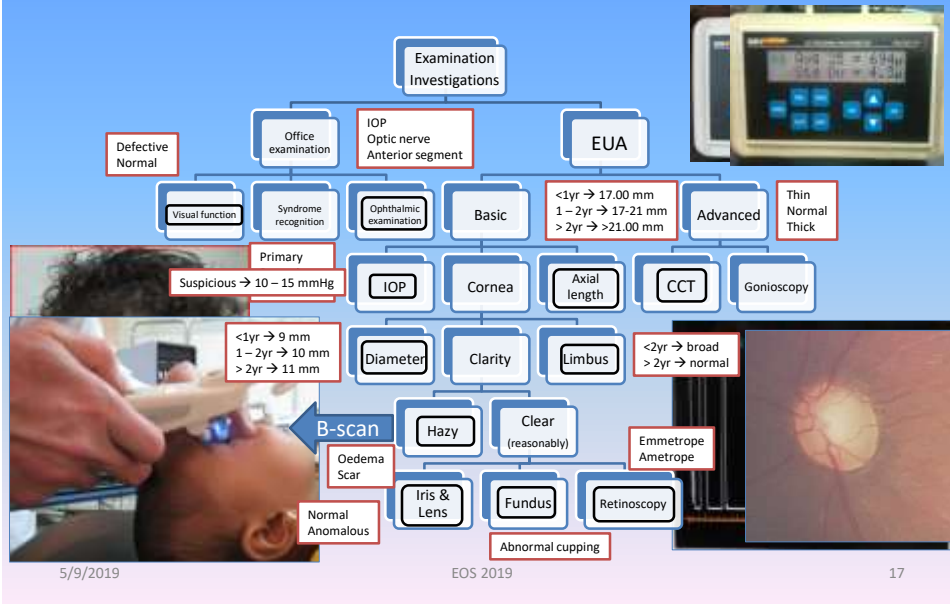 Examination
Investigations
Office
examination
IOP
Optic nerve
Anterior segment
EUA
Defective
Normal
Visual function
Syndrome
recognition
Ophthalmic
examination
Basic
<1yr → 17.00 mm
1 – 2yr → 17-21 mm
> 2yr → >21.00 mm
Advanced
Thin
Normal
Thick
Primary
Suspicious → 10 – 15 mmHg
IOP
Cornea
Axial
length
CCT
Gonioscopy
<1yr → 9 mm
1 – 2yr → 10 mm
> 2yr → 11 mm
Diameter
Clarity
Limbus
<2yr → broad
> 2yr → normal
B-scan
Hazy
Clear
(reasonably)
Emmetrope
Ametrope
Oedema
Scar
Iris &
Lens
Fundus
Retinoscopy
Normal
Anomalous
Abnormal cupping
5/9/2019
EOS 2019
17